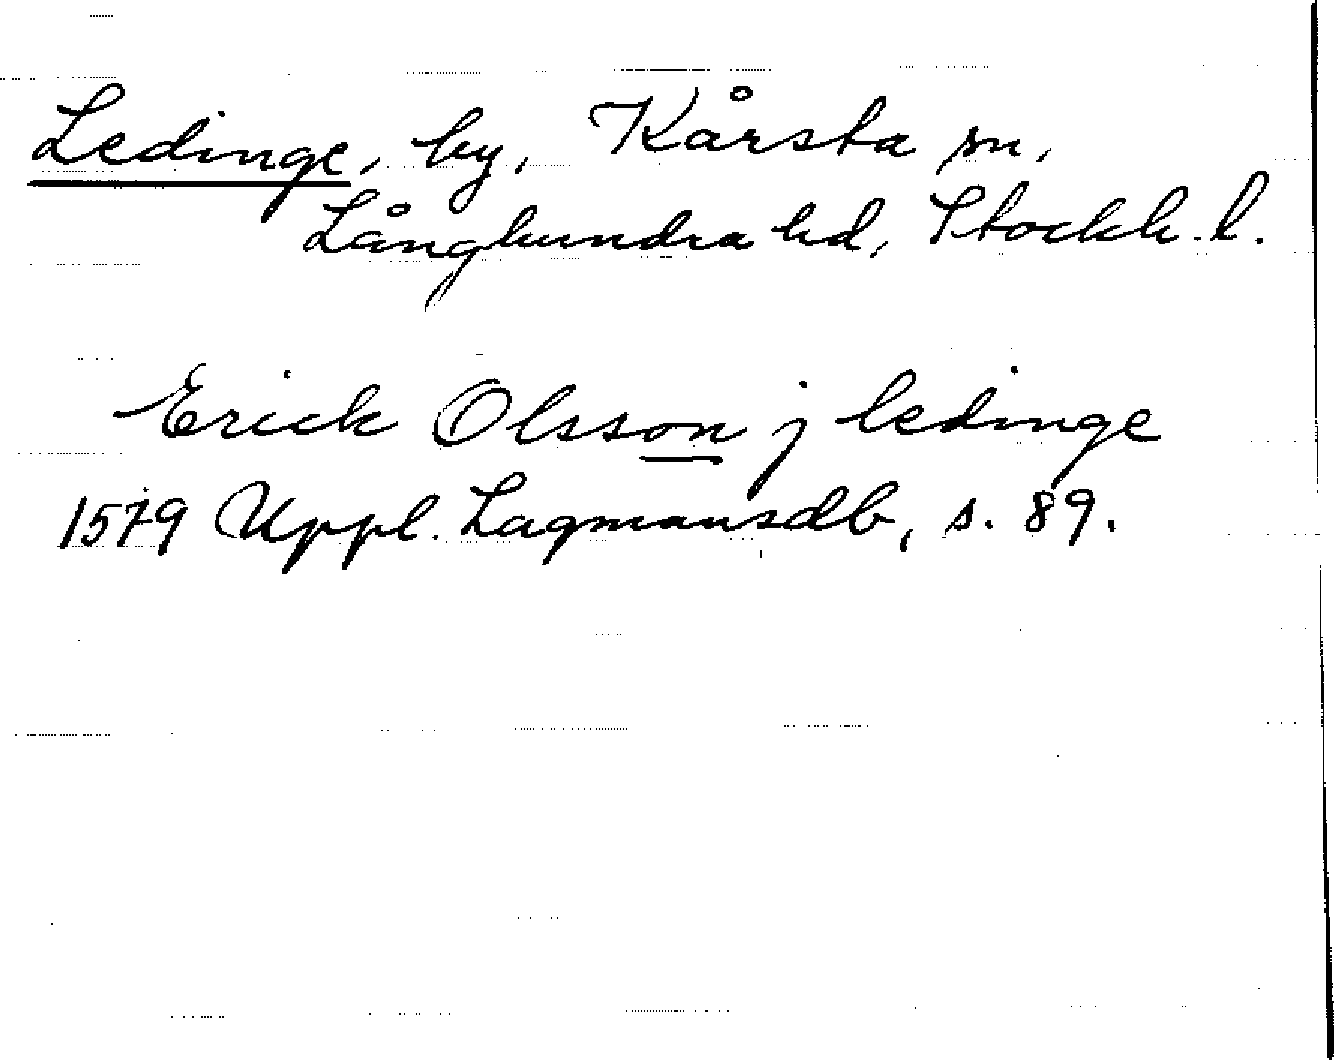 Ledinge, by, Kårsta sn,
Långhundra hd, Stockh. l.
Erick Olsson j ledinge
1579 Uppl. Lagmansdb, s. 89.